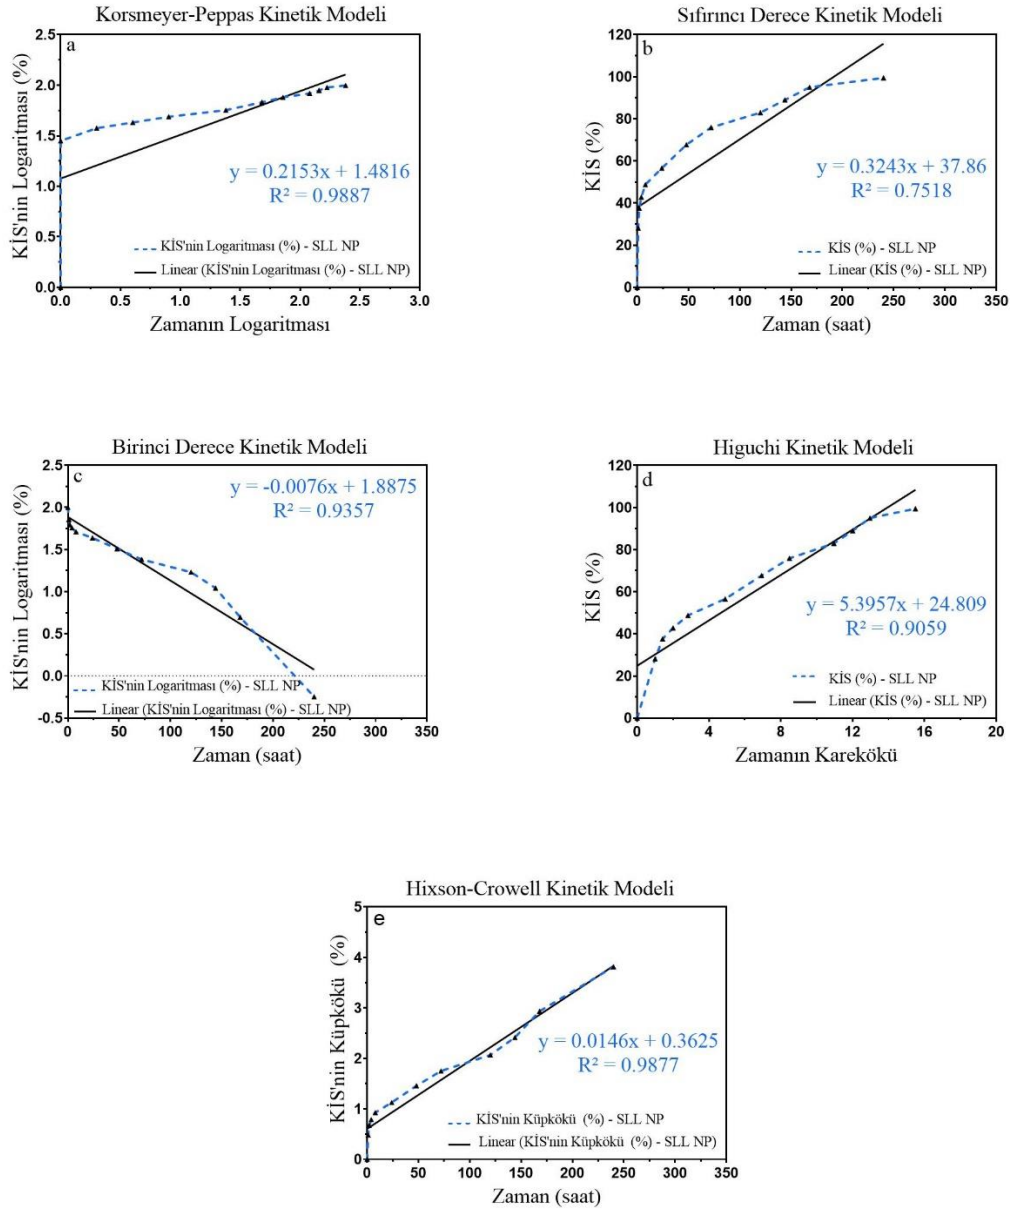 Korsmeyer-Peppas Kinetik Modeli
a
2.5
2.0
1.5
1.0
0.5
0.0
KİS'nin Logaritması (%)
y = 0.2153x + 1.4816
R² = 0.9887
KİS'nin Logaritması (%) - SLL NP
Linear (KİS'nin Logaritması (%) - SLL NP)
0.0 0.5 1.0 1.5 2.0 2.5 3.0
Zamanın Logaritması
Sıfırıncı Derece Kinetik Modeli
b
120
100
80
60
40
20
0
KİS (%)
y = 0.3243x + 37.86
R² = 0.7518
KİS (%) - SLL NP
Linear (KİS (%) - SLL NP)
0 50 100 150 200 250 300 350
Zaman (saat)
Birinci Derece Kinetik Modeli
c
2.5
2.0
1.5
1.0
0.5
0.0
-0.5
KİS'nin Logaritması (%)
y = -0.0076x + 1.8875
R² = 0.9357
KİS'nin Logaritması (%) - SLL NP
Linear (KİS'nin Logaritması (%) - SLL NP)
0 50 100 150 200 250 300 350
Zaman (saat)
Higuchi Kinetik Modeli
d
120
100
80
60
40
20
0
KİS (%)
y = 5.3957x + 24.809
R² = 0.9059
KİS (%) - SLL NP
Linear (KİS (%) - SLL NP)
0 4 8 12 16 20
Zamanın Karekökü
Hixson-Crowell Kinetik Modeli
e
5
4
3
2
1
0
KİS'nin Küpkökü (%)
y = 0.0146x + 0.3625
R² = 0.9877
KİS'nin Küpkökü (%) - SLL NP
Linear (KİS'nin Küpkökü (%) - SLL NP)
0 50 100 150 200 250 300 350
Zaman (saat)